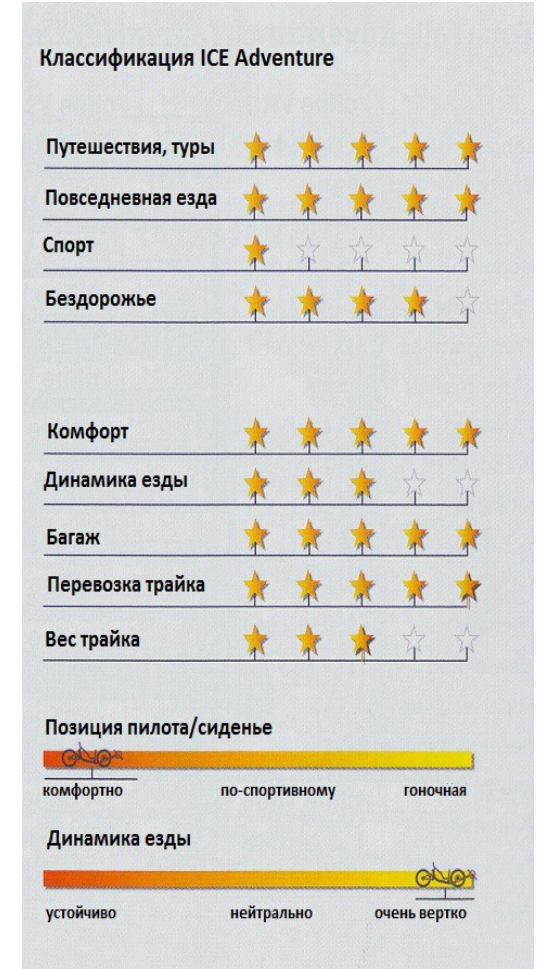 Классификация ICE Adventure
Путешествия, туры
Повседневная езда
Спорт
Бездорожье
Комфорт
Динамика езды
Багаж
Перевозка трайка
Вес трайка
Позиция пилота/сиденье
комфортно по-спортивному гоночная
Динамика езды
устойчиво нейтрально очень вертко